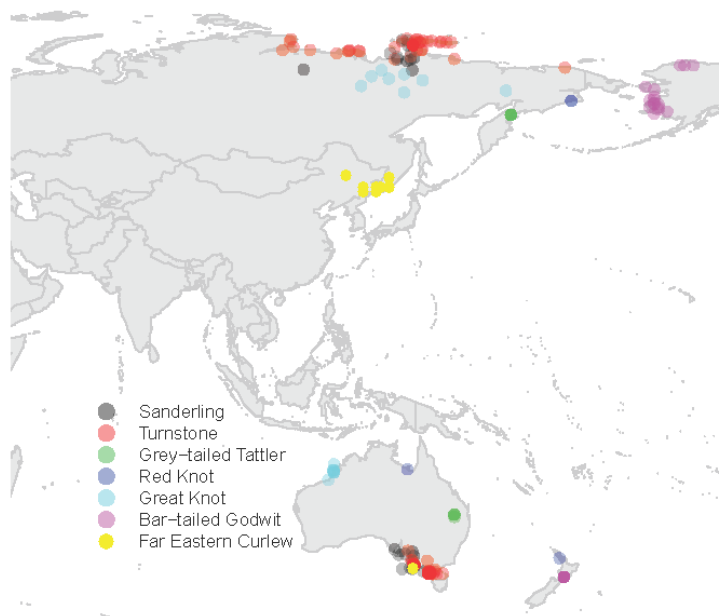 Sanderling
Turnstone
Grey-tailed Tattler
Red Knot
Great Knot
Bar-tailed Godwit
Far Eastern Curlew